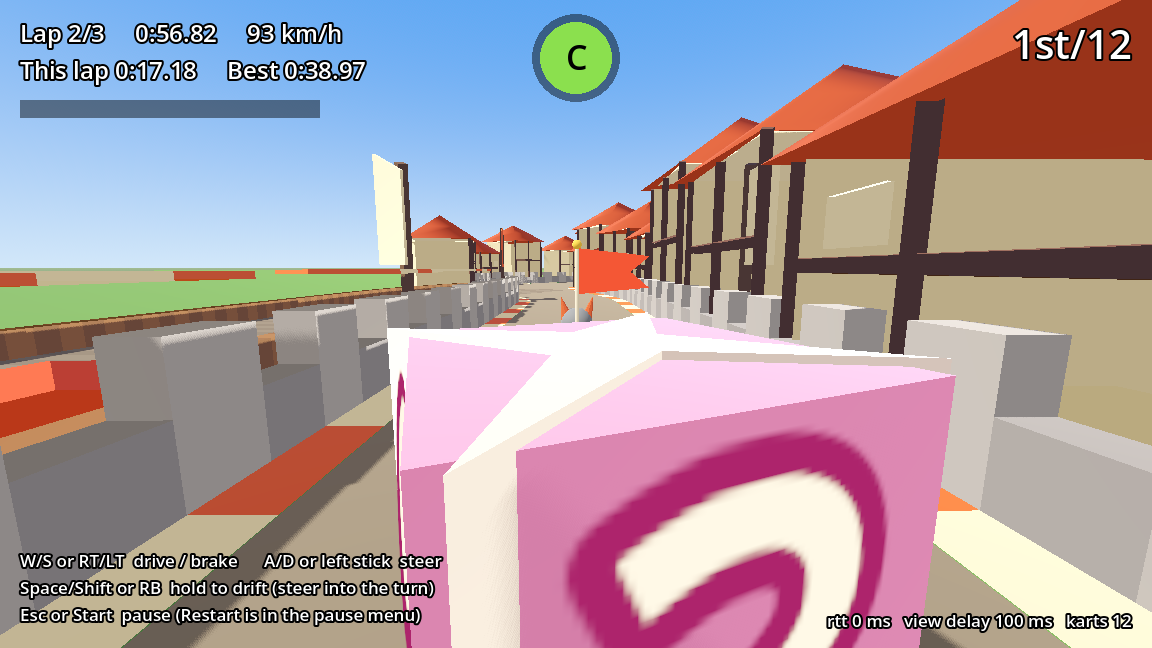 Lap 2/3 0:56.82 93 km/h
This lap 0:17.18 Best 0:38.97
C
1st/12
W/S or RT/LT drive / brake A/D or left stick steer
Space/Shift or RB hold to drift (steer into the turn)
Esc or Start pause (Restart is in the pause menu)
rtt 0 ms view delay 100 ms karts 12